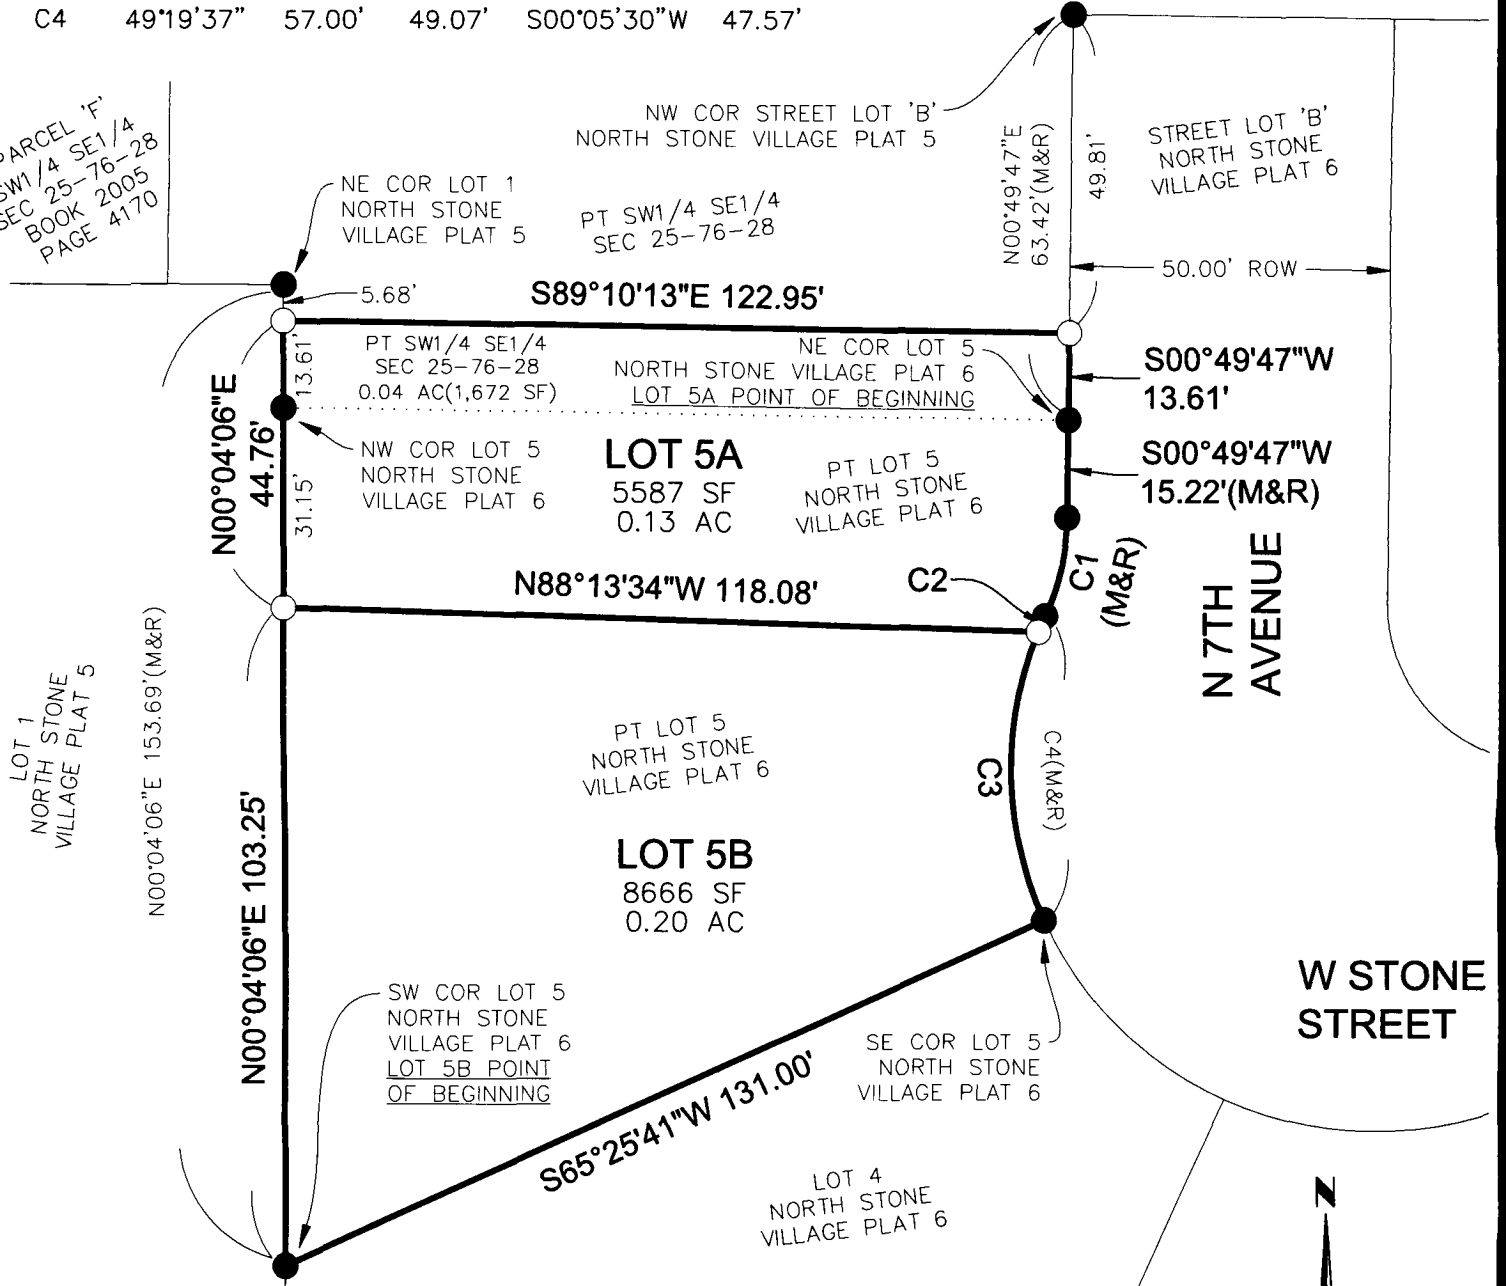 C4 49°19'37" 57.00' 49.07' S00°05'30"W 47.57'
PARCEL 'F'
SW1/4 SE1/4
SEC 25-76-28
BOOK 2005
PAGE 4170
NW COR STREET LOT 'B'
NORTH STONE VILLAGE PLAT 5
N00°49'47"E
63.42'(M&R)
49.81'
STREET LOT 'B'
NORTH STONE
VILLAGE PLAT 6
NE COR LOT 1
NORTH STONE
VILLAGE PLAT 5
PT SW1/4 SE1/4
SEC 25-76-28
50.00' ROW
5.68'
S89°10'13"E 122.95'
PT SW1/4 SE1/4
SEC 25-76-28
0.04 AC(1,672 SF)
13.61'
NE COR LOT 5
NORTH STONE VILLAGE PLAT 6
LOT 5A POINT OF BEGINNING
S00°49'47"W
13.61'
N00°04'06"E
44.76'
31.15'
NW COR LOT 5
NORTH STONE
VILLAGE PLAT 6
LOT 5A
5587 SF
0.13 AC
PT LOT 5
NORTH STONE
VILLAGE PLAT 6
S00°49'47"W
15.22'(M&R)
C1
(M&R)
C2
N88°13'34"W 118.08'
N 7TH
AVENUE
LOT 1
NORTH STONE
VILLAGE PLAT 5
N00°04'06"E 153.69'(M&R)
PT LOT 5
NORTH STONE
VILLAGE PLAT 6
C3
C4(M&R)
N00°04'06"E 103.25'
LOT 5B
8666 SF
0.20 AC
W STONE
STREET
SW COR LOT 5
NORTH STONE
VILLAGE PLAT 6
LOT 5B POINT
OF BEGINNING
SE COR LOT 5
NORTH STONE
VILLAGE PLAT 6
S65°25'41"W 131.00'
LOT 4
NORTH STONE
VILLAGE PLAT 6
N